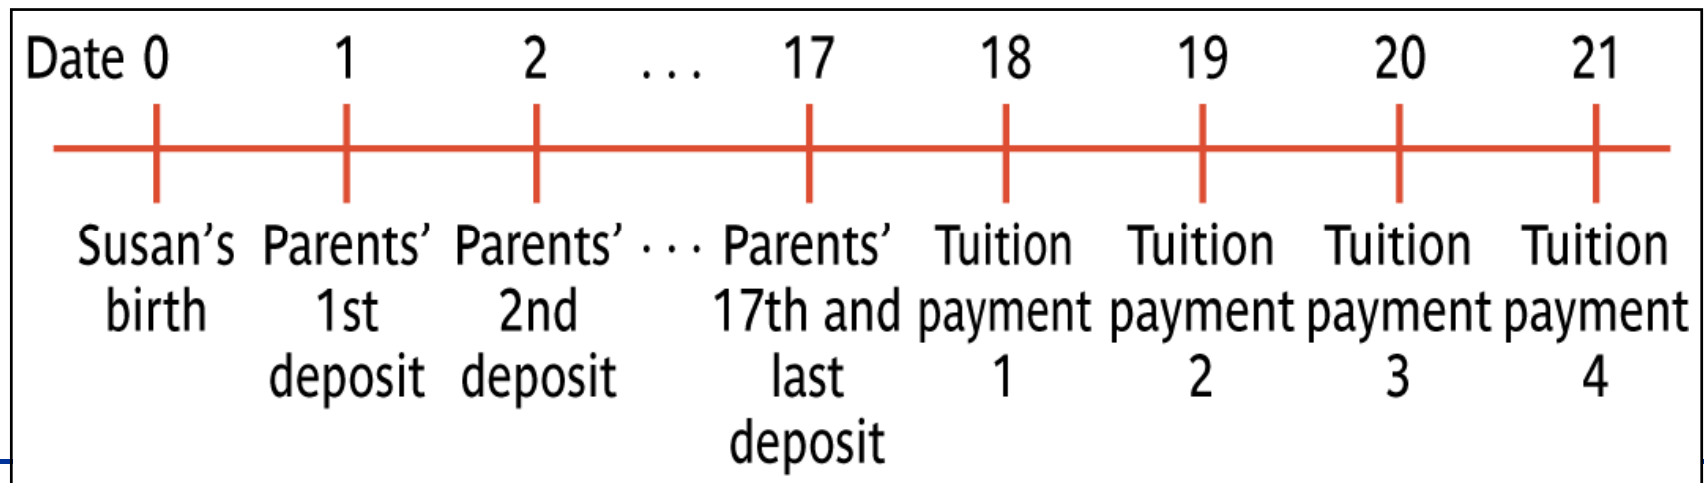 Date 0 1 2 ... 17 18 19 20 21
Susan’s Parents’ Parents’ ... Parents’ Tuition Tuition Tuition Tuition
birth 1st 2nd 17th and payment payment payment payment
deposit deposit last 1 2 3 4
deposit